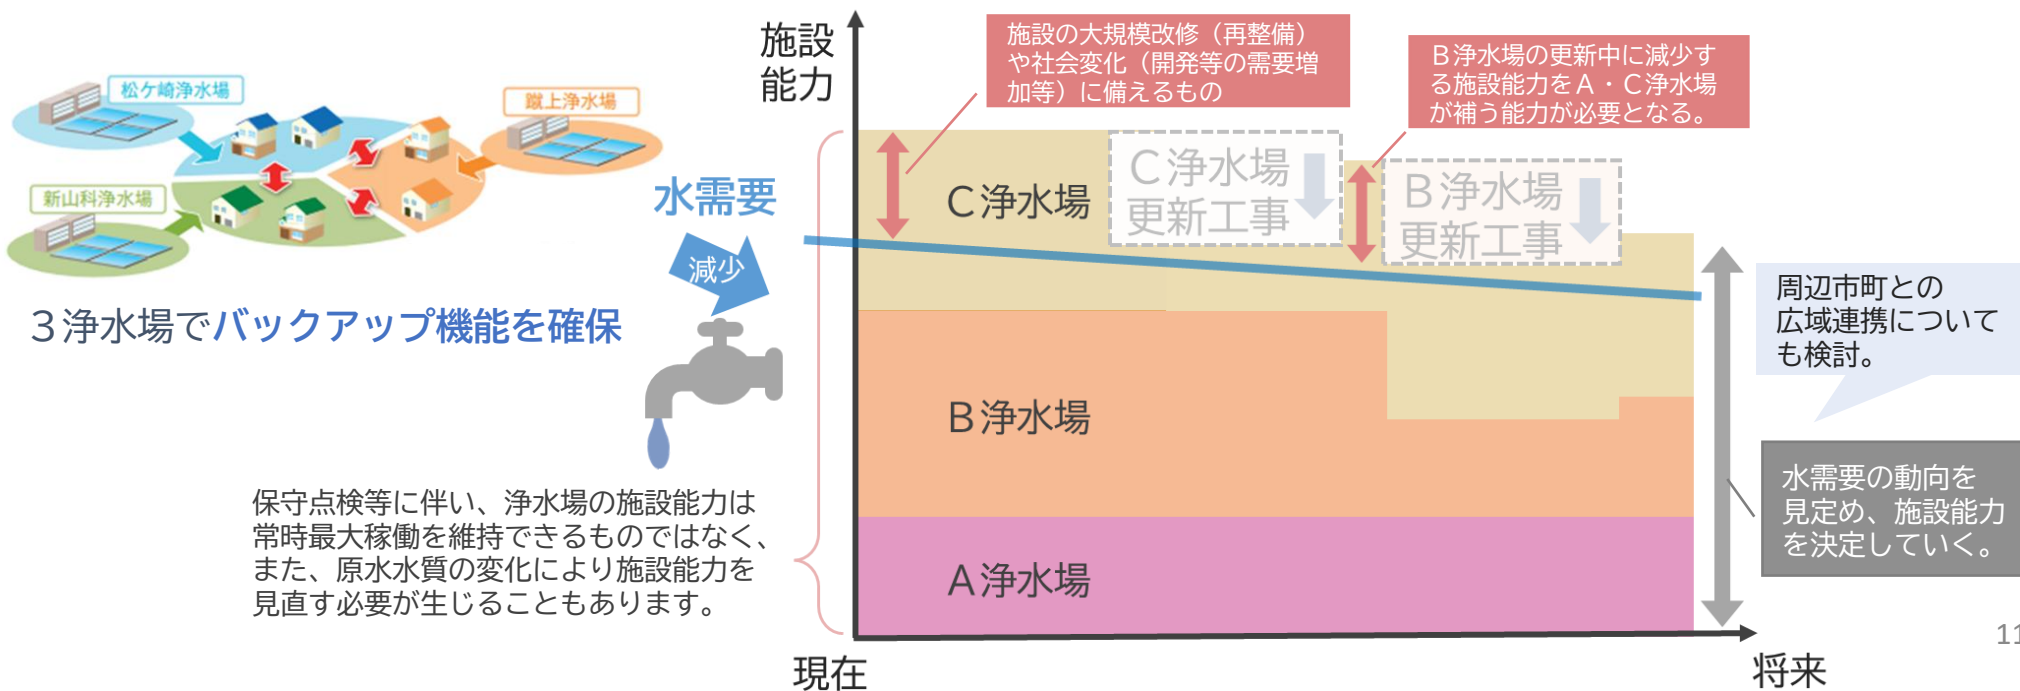 松ケ崎浄水場
蹴上浄水場
新山科浄水場
3浄水場でバックアップ機能を確保
水需要
減少
保守点検等に伴い、浄水場の施設能力は
常時最大稼働を維持できるものではなく、
また、原水水質の変化により施設能力を
見直す必要が生じることもあります。
施設
能力
施設の大規模改修（再整備）
や社会変化（開発等の需要増
加等）に備えるもの
B浄水場の更新中に減少す
る施設能力をA・C浄水場
が補う能力が必要となる。
C浄水場
C浄水場
更新工事
B浄水場
更新工事
B浄水場
A浄水場
現在
将来
周辺市町との
広域連携について
も検討。
水需要の動向を
見定め、施設能力
を決定していく。
11